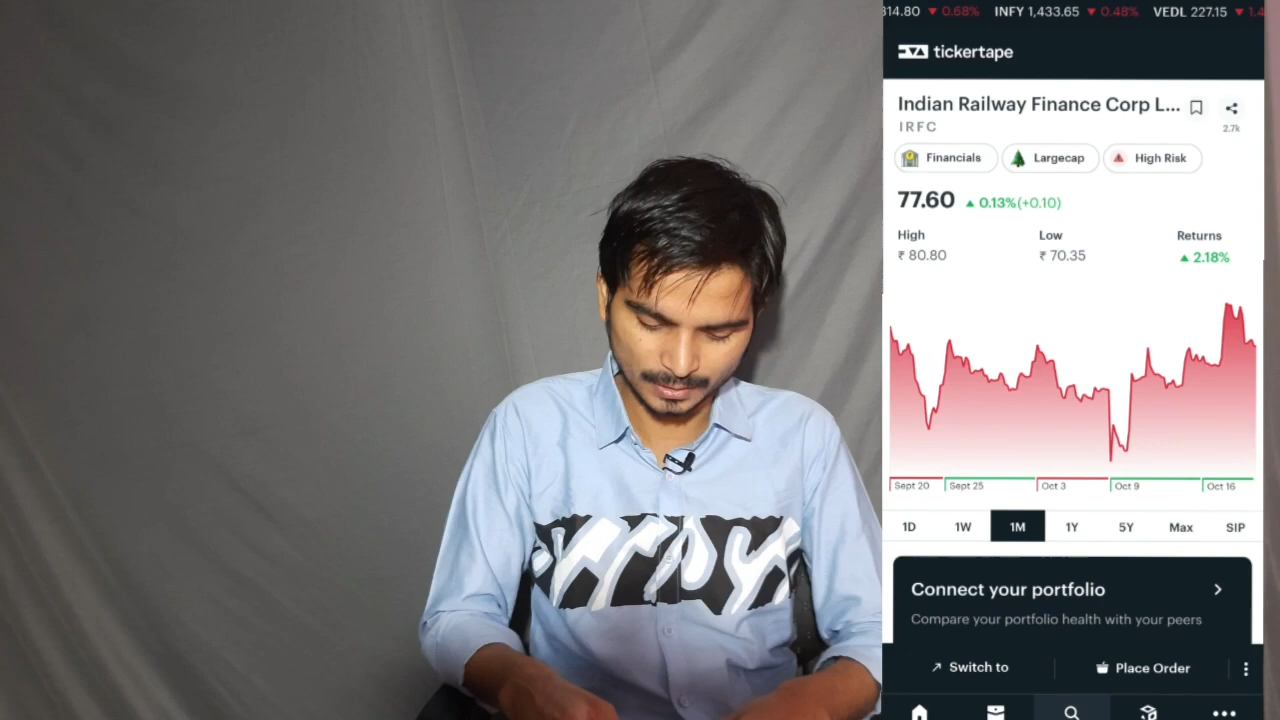 314.80 ▼ 0.68% INFY 1,433.65 ▼ 0.48% VEDL 227.15 ▼ 1.4
tickertape
Indian Railway Finance Corp L...
IRFC
2.7k
Financials
Largecap
High Risk
77.60 ▲ 0.13% (+0.10)
High Low Returns
₹ 80.80 ₹ 70.35 ▲ 2.18%
Sept 20 Sept 25 Oct 3 Oct 9 Oct 16
1D 1W 1M 1Y 5Y Max SIP
Connect your portfolio
Compare your portfolio health with your peers
Switch to Place Order